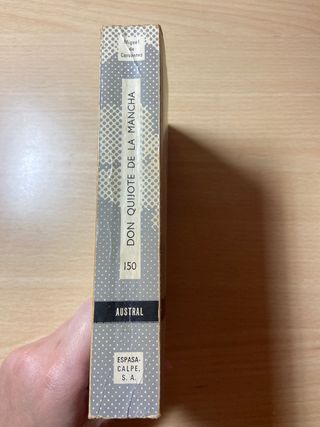 Miguel
de
Cervantes
DON QUIJOTE DE LA MANCHA
150
AUSTRAL
ESPASA-
CALPE,
S. A.